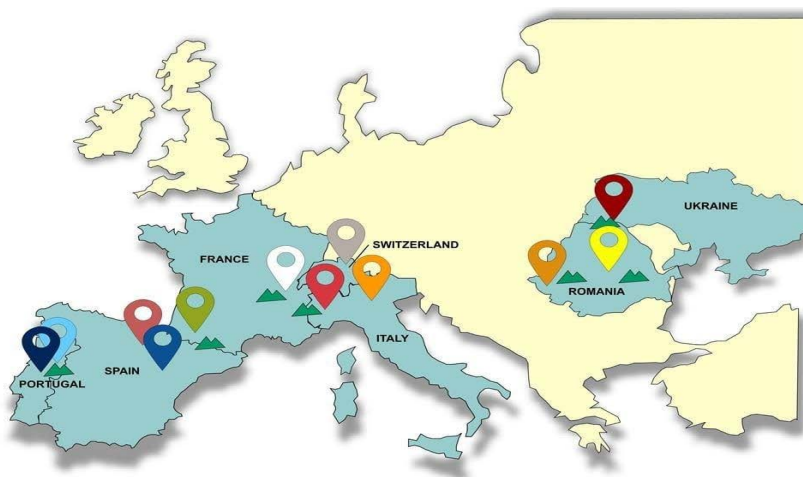 UKRAINE
SWITZERLAND
FRANCE
ROMANIA
ITALY
SPAIN
PORTUGAL